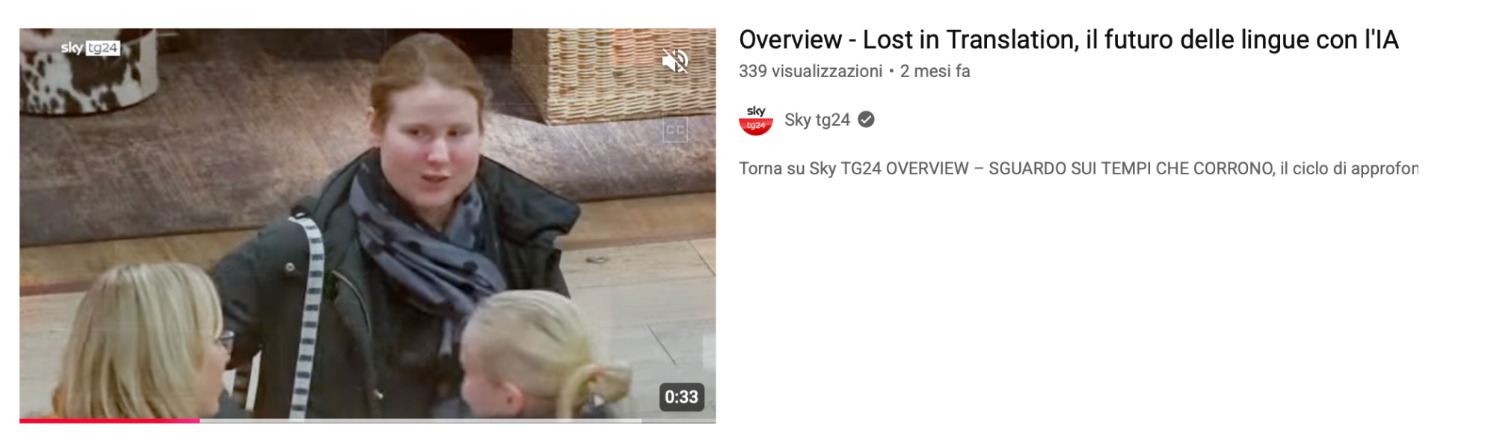 sky tg24
CC
0:33
Overview - Lost in Translation, il futuro delle lingue con l'IA
339 visualizzazioni • 2 mesi fa
sky
tg24
Sky tg24
Torna su Sky TG24 OVERVIEW – SGUARDO SUI TEMPI CHE CORRONO, il ciclo di approfon